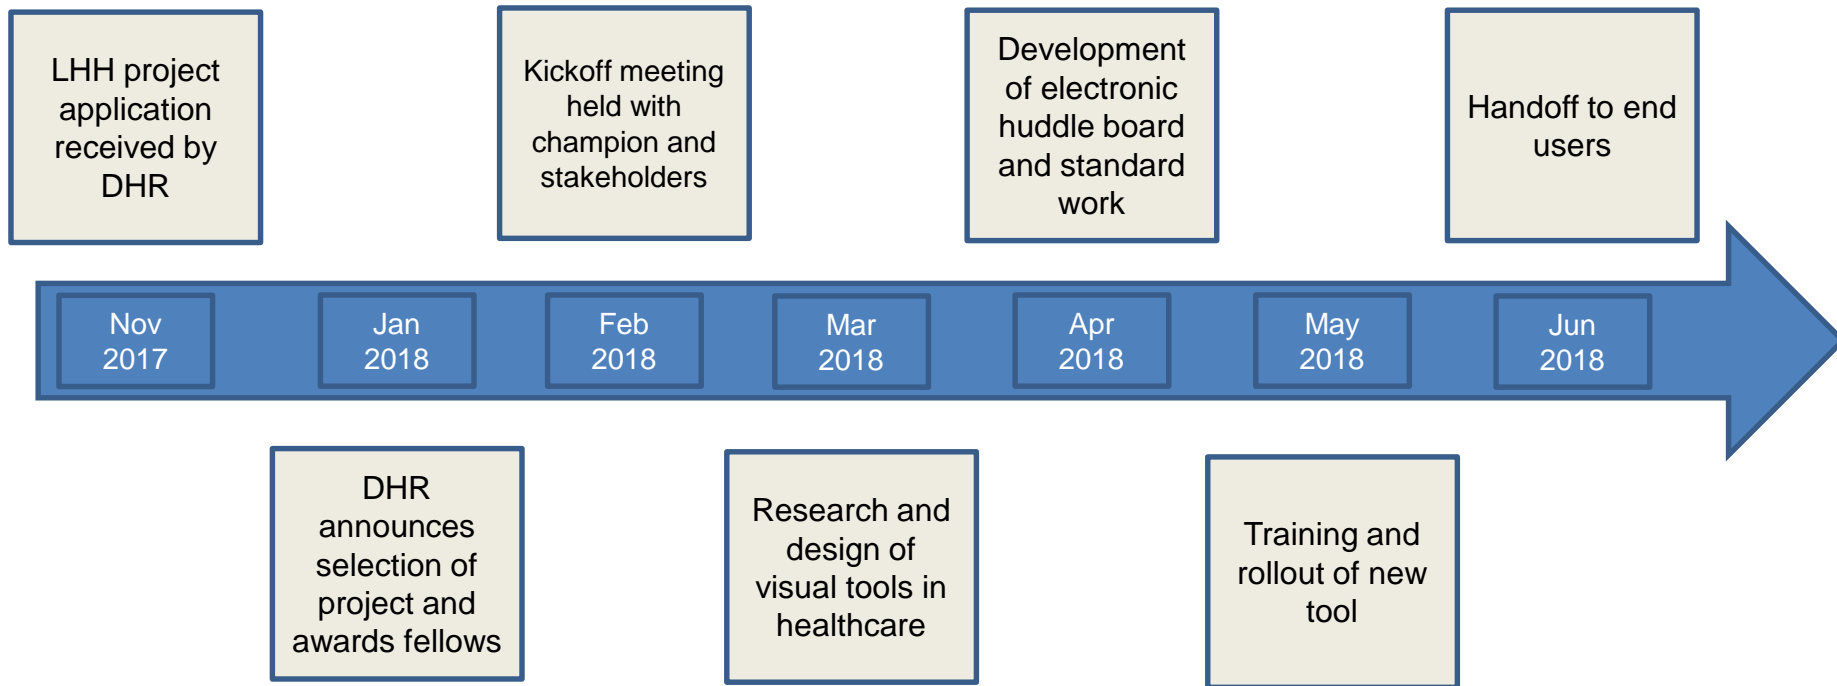 LHH project
application
received by
DHR
Kickoff meeting
held with
champion and
stakeholders
Development
of electronic
huddle board
and standard
work
Handoff to end
users
Nov
2017
Jan
2018
Feb
2018
Mar
2018
Apr
2018
May
2018
Jun
2018
DHR
announces
selection of
project and
awards fellows
Research and
design of
visual tools in
healthcare
Training and
rollout of new
tool